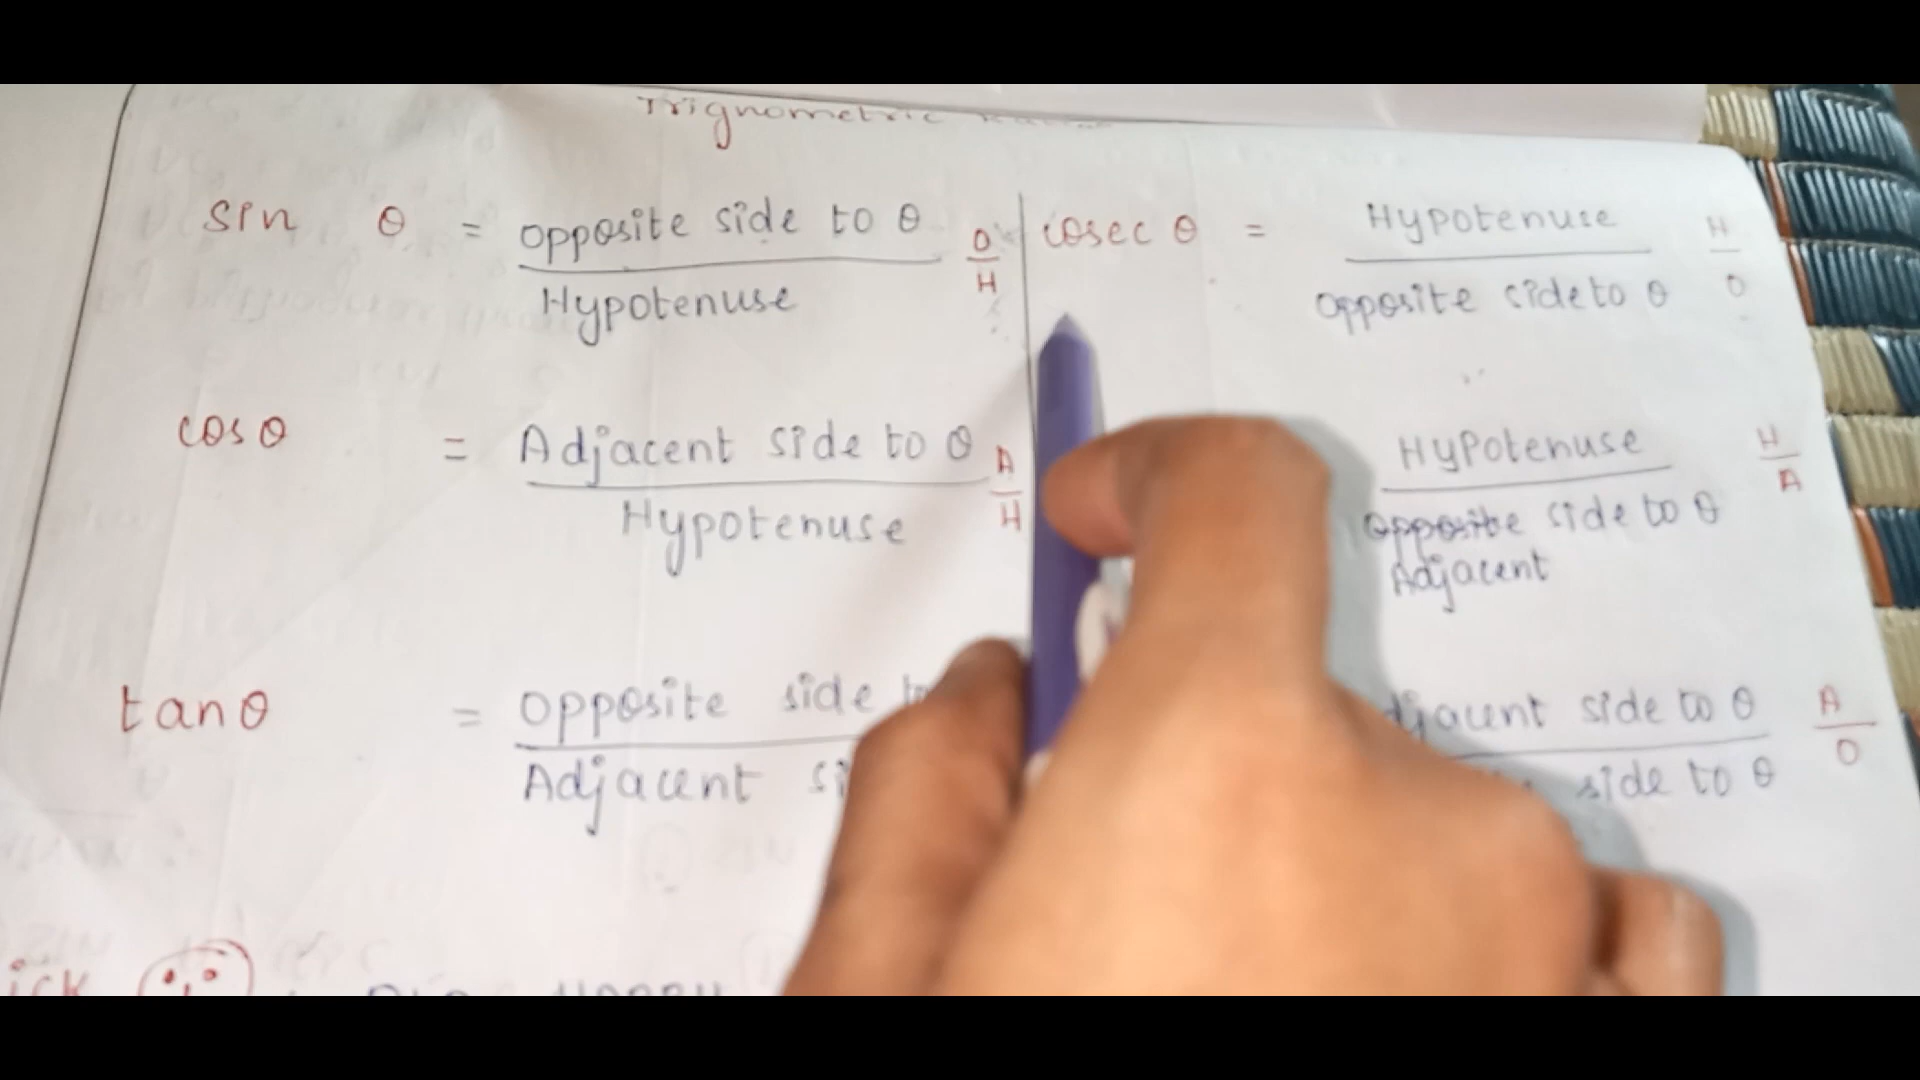 Trignometric
sin θ = opposite side to θ O
Hypotenuse H
cosec θ = Hypotenuse H
opposite side to θ O
cos θ = Adjacent side to θ A
Hypotenuse H
Hypotenuse H
opposite side to θ A
Adjacent
tan θ = opposite side
Adjacent
side to θ A
side to θ O